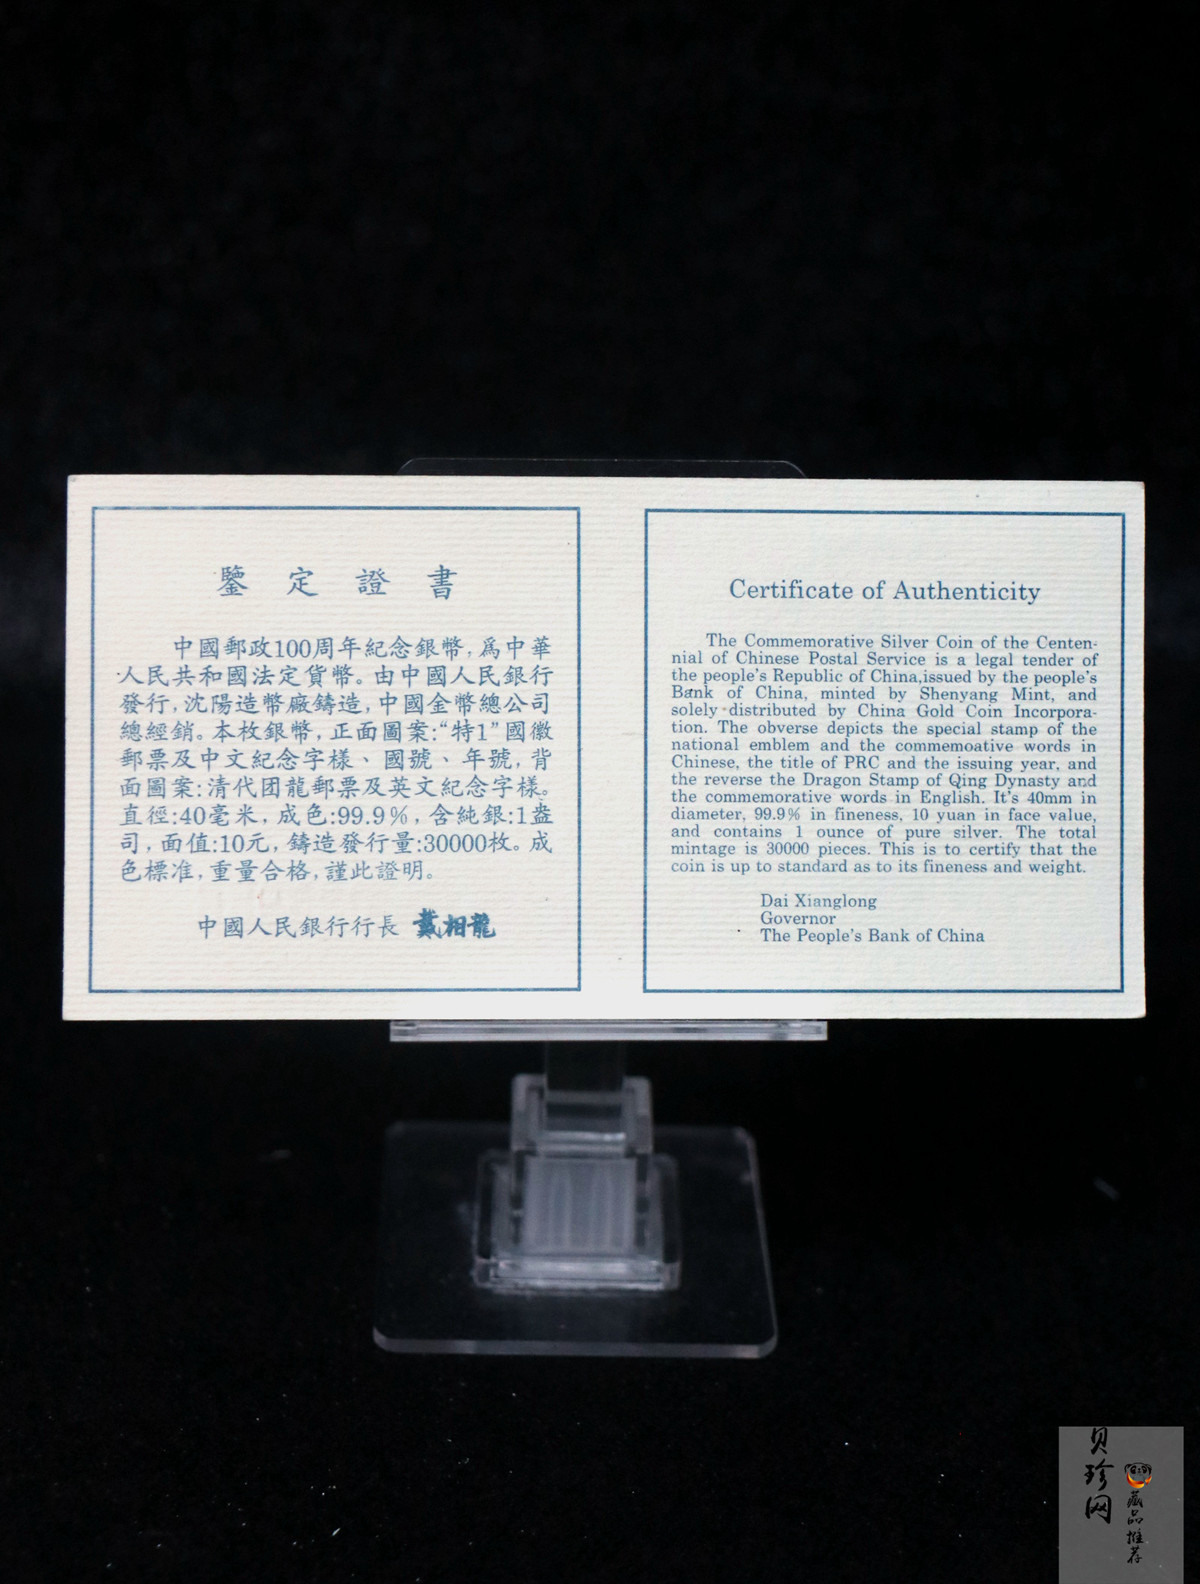 鑒 定 證 書
中國郵政100周年紀念銀幣,爲中華
人民共和國法定貨幣。由中國人民銀行
發行,沈陽造幣廠鑄造,中國金幣總公司
總經銷。本枚銀幣,正面圖案:“特1”國徽
郵票及中文紀念字樣、國號、年號,背
面圖案:清代团龍郵票及英文紀念字樣。
直徑:40毫米,成色:99.9%,含純銀:1盎
司,面值:10元,鑄造發行量:30000枚。成
色標准,重量合格,謹此證明。
中國人民銀行行長 戴相龍
Certificate of Authenticity
The Commemorative Silver Coin of the Centen-
nial of Chinese Postal Service is a legal tender of
the people's Republic of China,issued by the people's
Bank of China, minted by Shenyang Mint, and
solely distributed by China Gold Coin Incorpora-
tion. The obverse depicts the special stamp of the
national emblem and the commemoative words in
Chinese, the title of PRC and the issuing year, and
the reverse the Dragon Stamp of Qing Dynasty and
the commemorative words in English. It's 40mm in
diameter, 99.9% in fineness, 10 yuan in face value,
and contains 1 ounce of pure silver. The total
mintage is 30000 pieces. This is to certify that the
coin is up to standard as to its fineness and weight.
Dai Xianglong
Governor
The People's Bank of China
贝珍网
藏品推荐